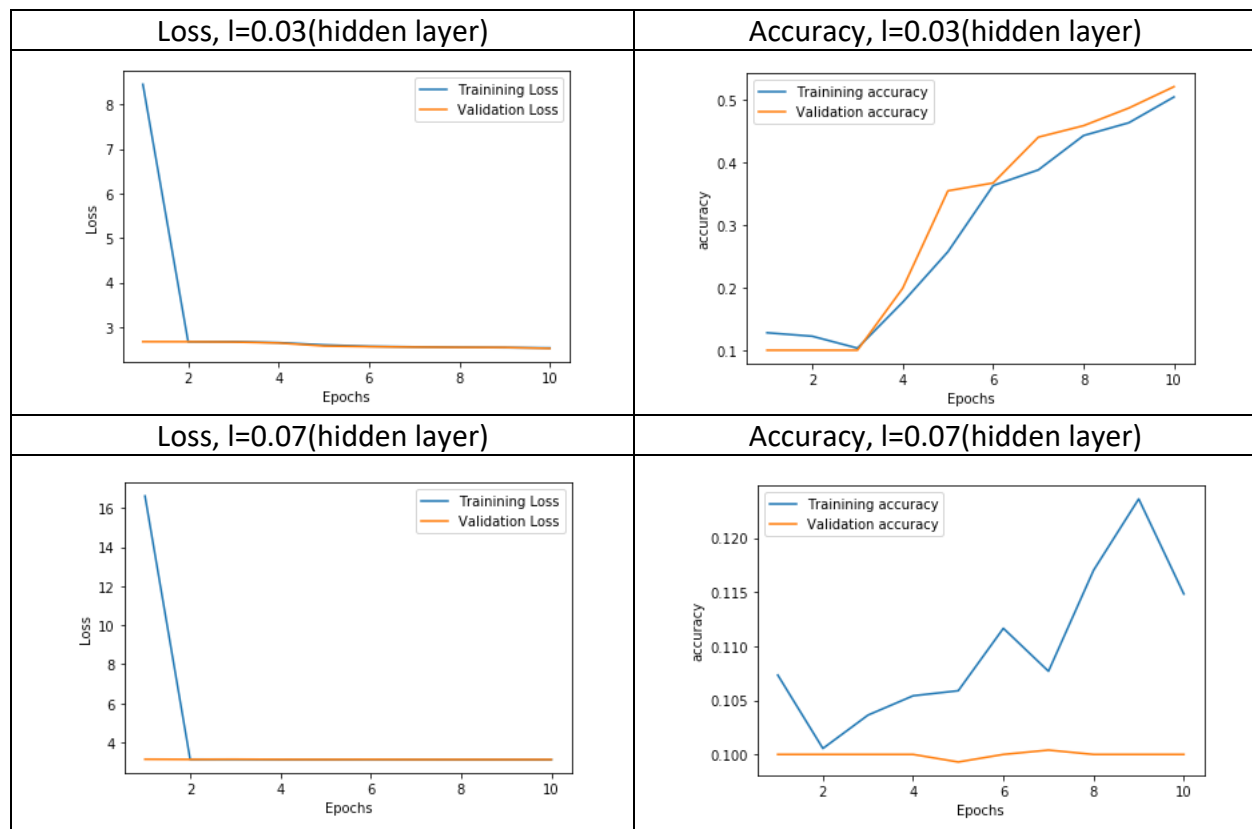 Loss, l=0.03(hidden layer)
Accuracy, l=0.03(hidden layer)
Trainining Loss
Validation Loss
8
7
6
5
4
3
Loss
2 4 6 8 10
Epochs
Trainining accuracy
Validation accuracy
0.5
0.4
0.3
0.2
0.1
accuracy
2 4 6 8 10
Epochs
Loss, l=0.07(hidden layer)
Accuracy, l=0.07(hidden layer)
Trainining Loss
Validation Loss
16
14
12
10
8
6
4
Loss
2 4 6 8 10
Epochs
Trainining accuracy
Validation accuracy
0.120
0.115
0.110
0.105
0.100
accuracy
2 4 6 8 10
Epochs